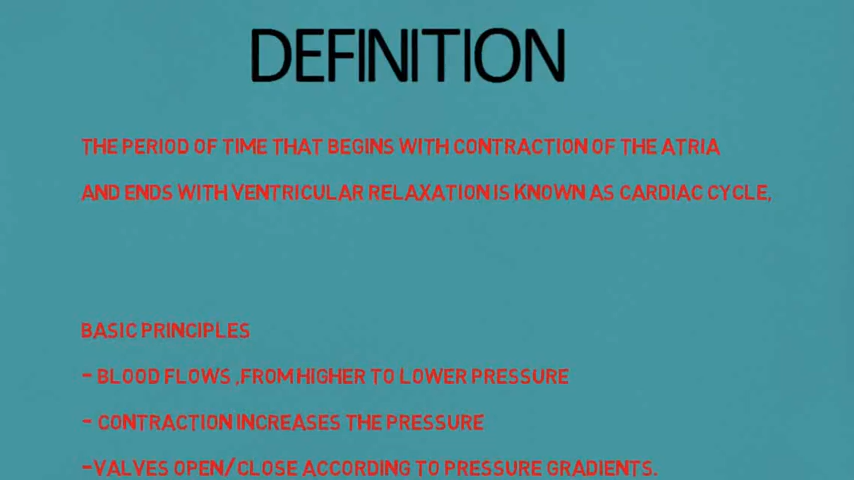 DEFINITION
THE PERIOD OF TIME THAT BEGINS WITH CONTRACTION OF THE ATRIA
AND ENDS WITH VENTRICULAR RELAXATION IS KNOWN AS CARDIAC CYCLE,
BASIC PRINCIPLES
- BLOOD FLOWS ,FROM HIGHER TO LOWER PRESSURE
- CONTRACTION INCREASES THE PRESSURE
-VALVES OPEN/CLOSE ACCORDING TO PRESSURE GRADIENTS.